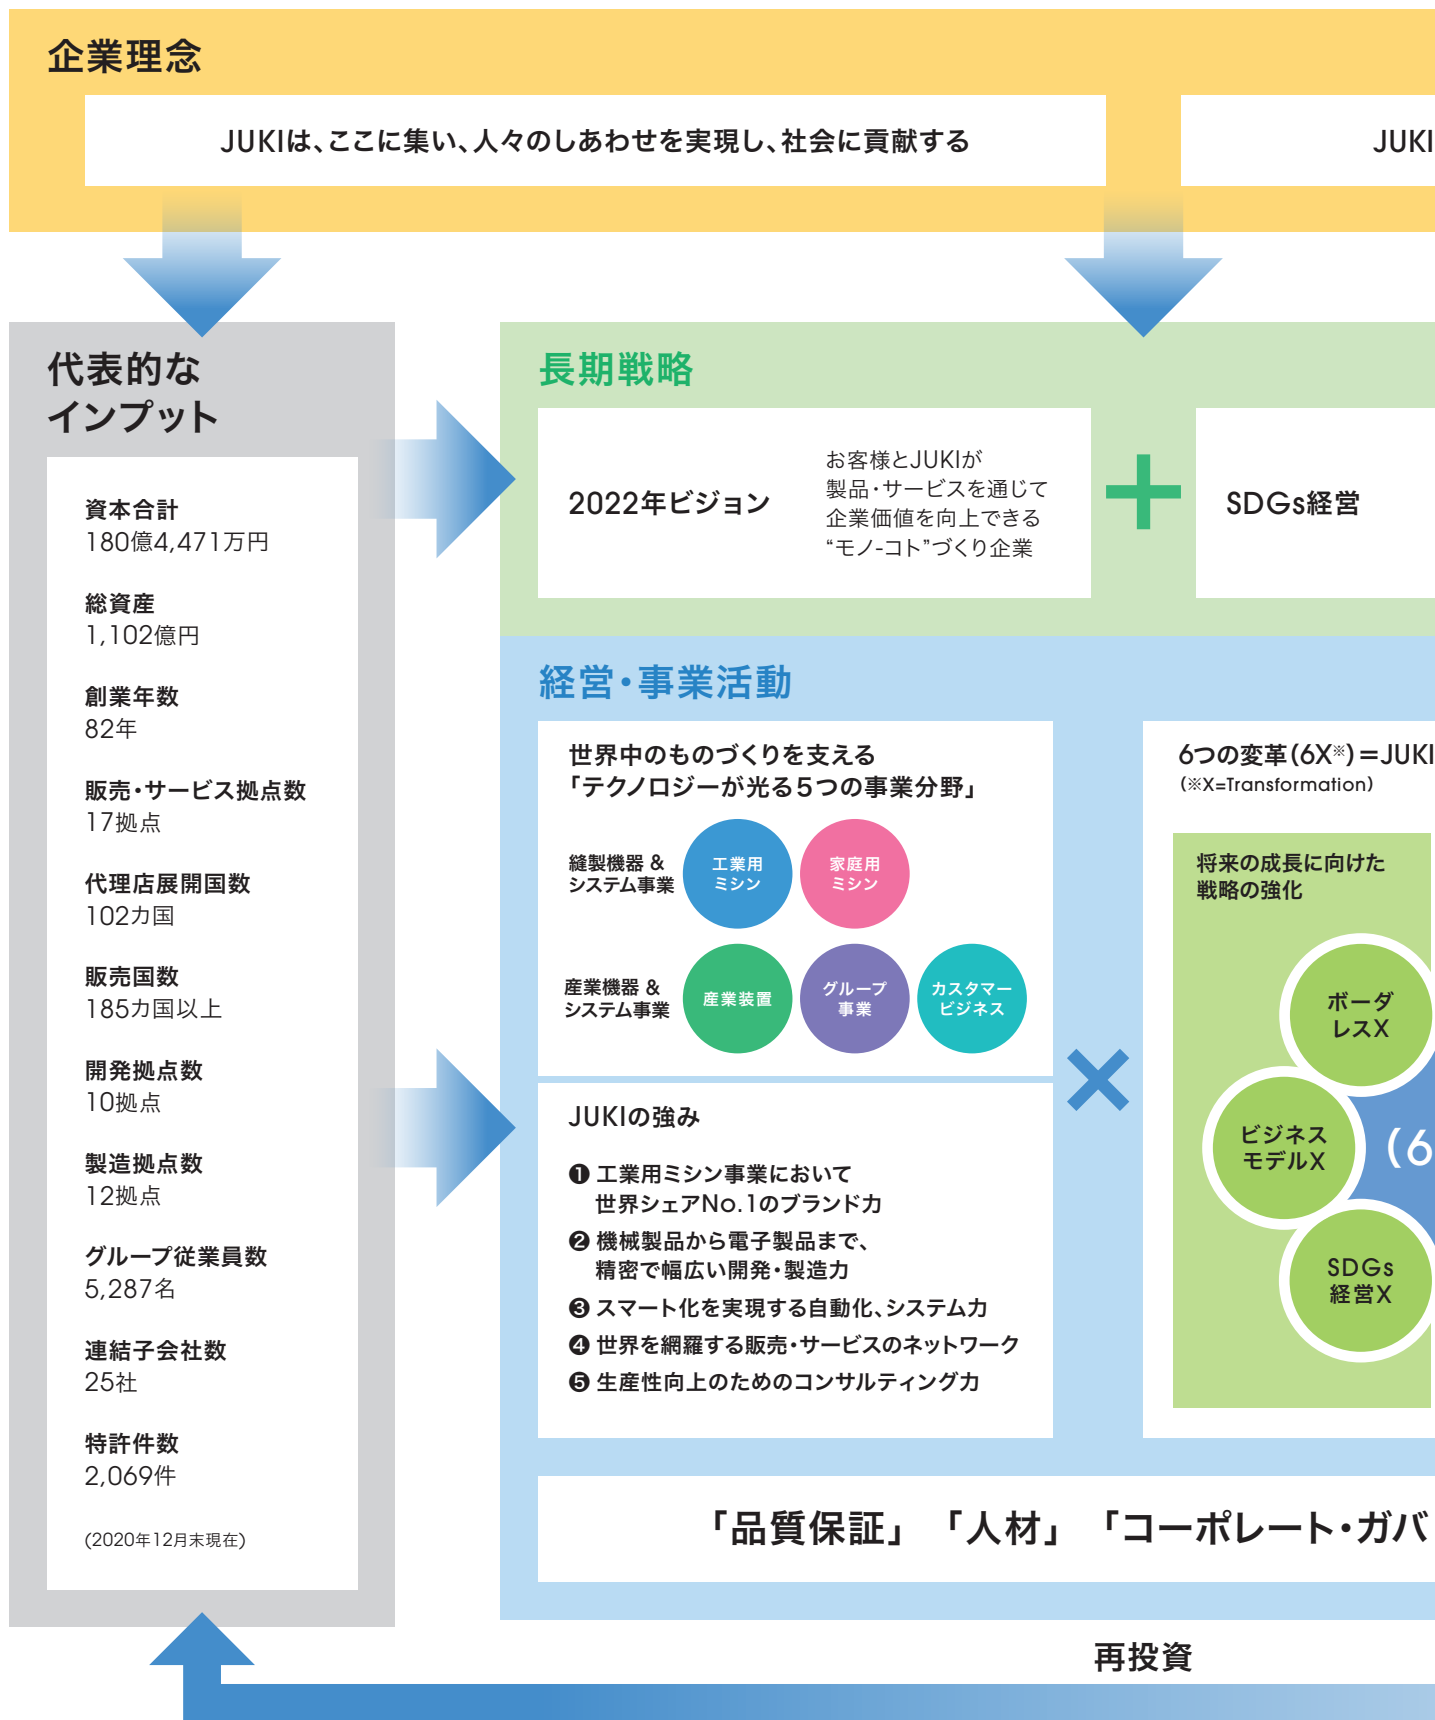 企業理念
JUKIは、ここに集い、人々のしあわせを実現し、社会に貢献する
JUKI
代表的な
インプット
資本合計
180億4,471万円
総資産
1,102億円
創業年数
82年
販売・サービス拠点数
17拠点
代理店展開国数
102カ国
販売国数
185カ国以上
開発拠点数
10拠点
製造拠点数
12拠点
グループ従業員数
5,287名
連結子会社数
25社
特許件数
2,069件
(2020年12月末現在)
長期戦略
2022年ビジョン
お客様とJUKIが
製品・サービスを通じて
企業価値を向上できる
“モノ-コト”づくり企業
+
SDGs経営
経営・事業活動
世界中のものづくりを支える
「テクノロジーが光る5つの事業分野」
縫製機器 &
システム事業
工業用
ミシン
家庭用
ミシン
産業機器 &
システム事業
産業装置
グループ
事業
カスタマー
ビジネス
JUKIの強み
❶ 工業用ミシン事業において
世界シェアNo.1のブランド力
❷ 機械製品から電子製品まで、
精密で幅広い開発・製造力
❸ スマート化を実現する自動化、システム力
❹ 世界を網羅する販売・サービスのネットワーク
❺ 生産性向上のためのコンサルティング力
×
6つの変革(6X※)=JUKI
(※X=Transformation)
将来の成長に向けた
戦略の強化
ボーダ
レスX
ビジネス
モデルX
(6
SDGs
経営X
「品質保証」 「人材」 「コーポレート・ガバ
再投資